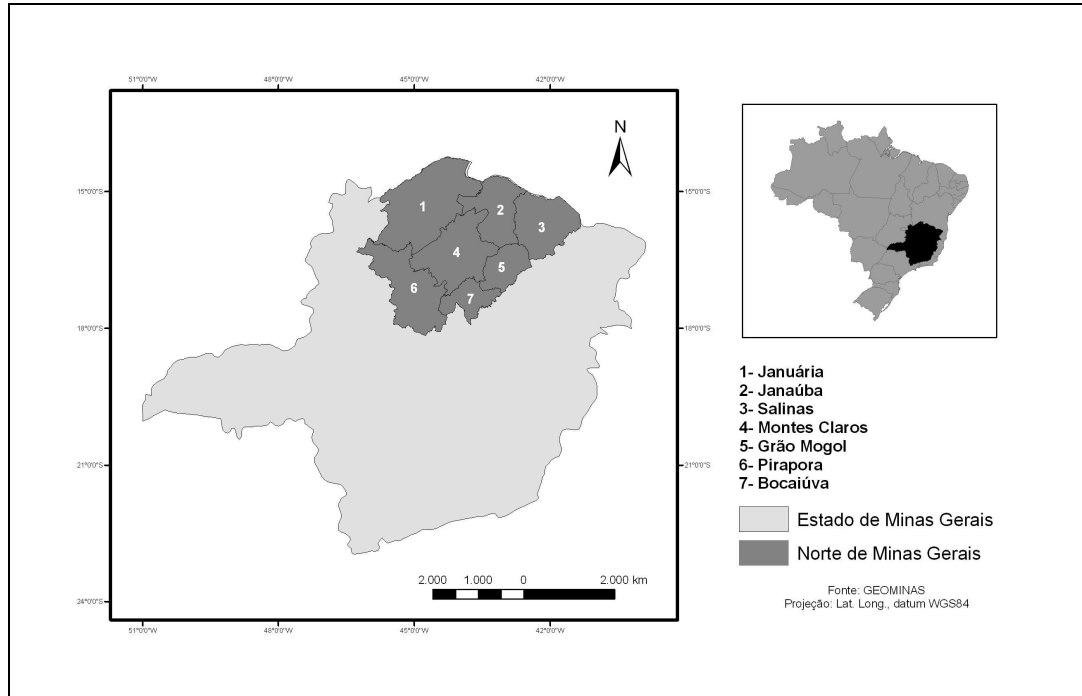 51°0'0"W 48°0'0"W 45°0'0"W 42°0'0"W
N
15°0'0"S 15°0'0"S
1
2
3
4
5
6
7
18°0'0"S 18°0'0"S
21°0'0"S 21°0'0"S
2.000 1.000 0 2.000 km
24°0'0"S 24°0'0"S
51°0'0"W 48°0'0"W 45°0'0"W 42°0'0"W
1- Januária
2- Janaúba
3- Salinas
4- Montes Claros
5- Grão Mogol
6- Pirapora
7- Bocaiúva
Estado de Minas Gerais
Norte de Minas Gerais
Fonte: GEOMINAS
Projeção: Lat. Long., datum WGS84